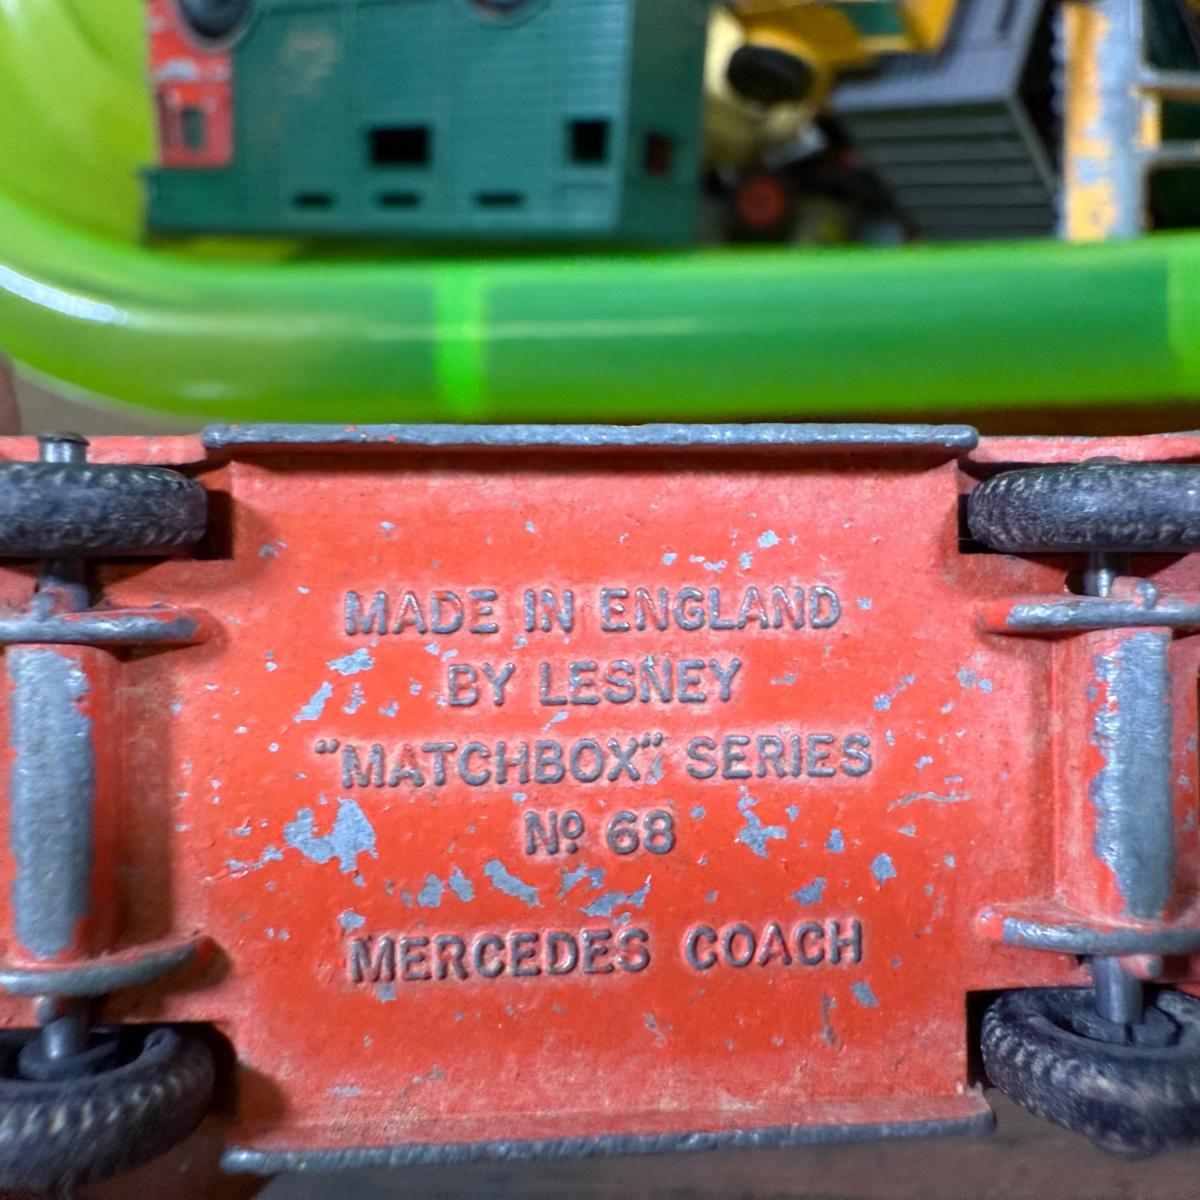 MADE IN ENGLAND
BY LESNEY
"MATCHBOX" SERIES
Nº 68
MERCEDES COACH